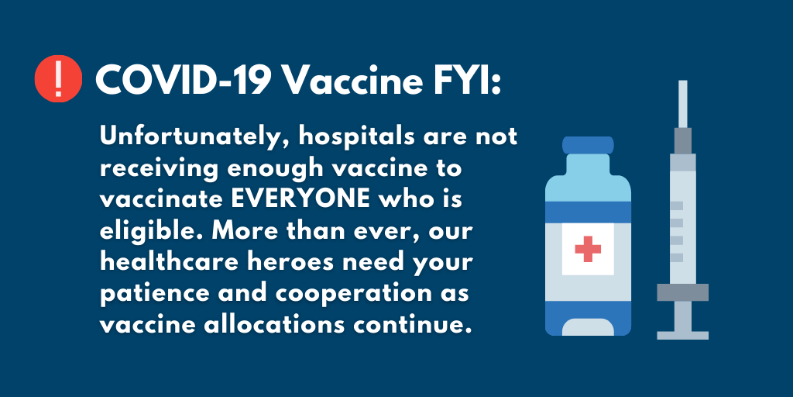 COVID-19 Vaccine FYI:
Unfortunately, hospitals are not
receiving enough vaccine to
vaccinate EVERYONE who is
eligible. More than ever, our
healthcare heroes need your
patience and cooperation as
vaccine allocations continue.